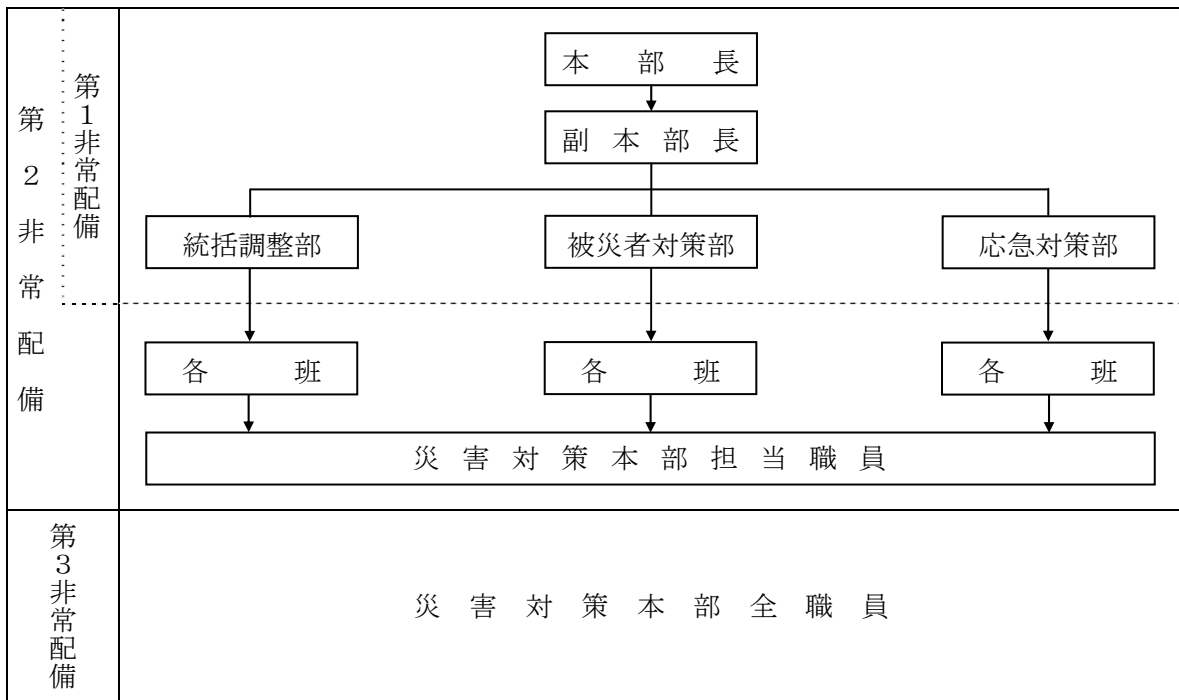 第2非常配備
第1非常配備
本部長
副本部長
統括調整部
被災者対策部
応急対策部
各班
各班
各班
災害対策本部担当職員
第3非常配備
災害対策本部全職員